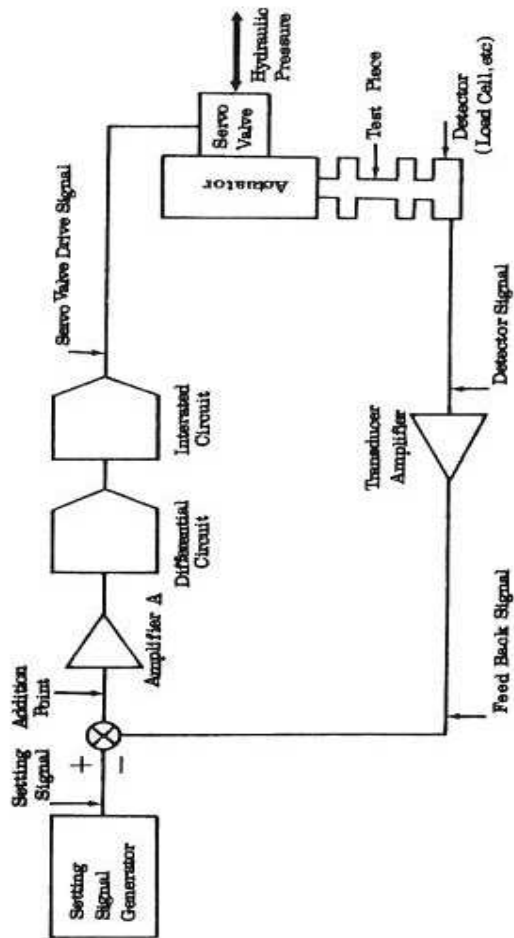 Setting
Signal
Generator
Setting
Signal
+
−
Addition
Point
Amplifier A
Differential
Circuit
Interated
Circuit
Servo Valve Drive Signal
Servo
Valve
Hydraulic
Pressure
Actuator
Test Piece
Detector
(Load Cell, etc)
Detector Signal
Transducer
Amplifier
Feed Back Signal